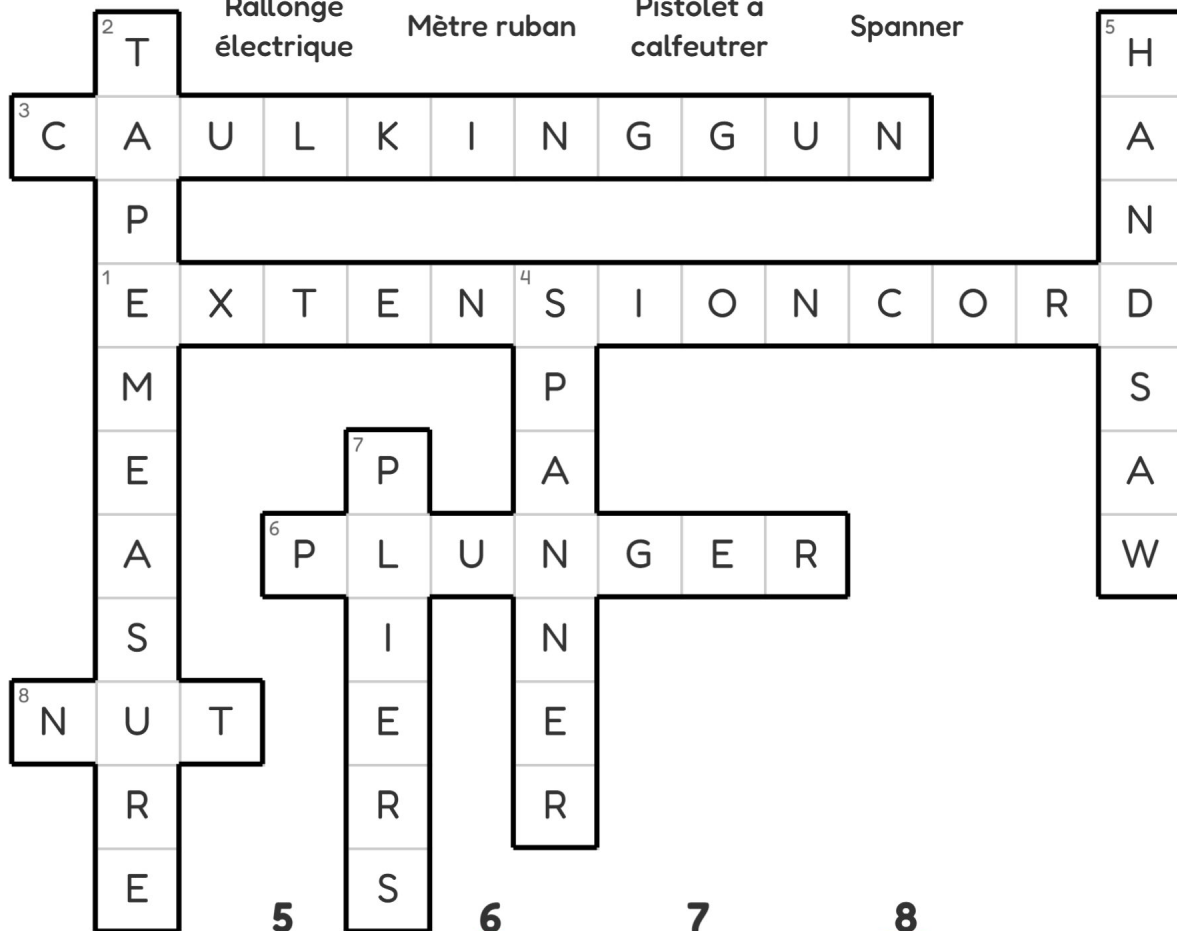 Rallonge
électrique
Mètre ruban
Pistolet à
calfeutrer
Spanner
2 T 5 H
3 C A U L K I N G G U N A
P N
1 E X T E N 4 S I O N C O R D
M P S
E 7 P A A
A 6 P L U N G E R W
S I N
8 N U T E E
R R R
E S
5 6 7 8